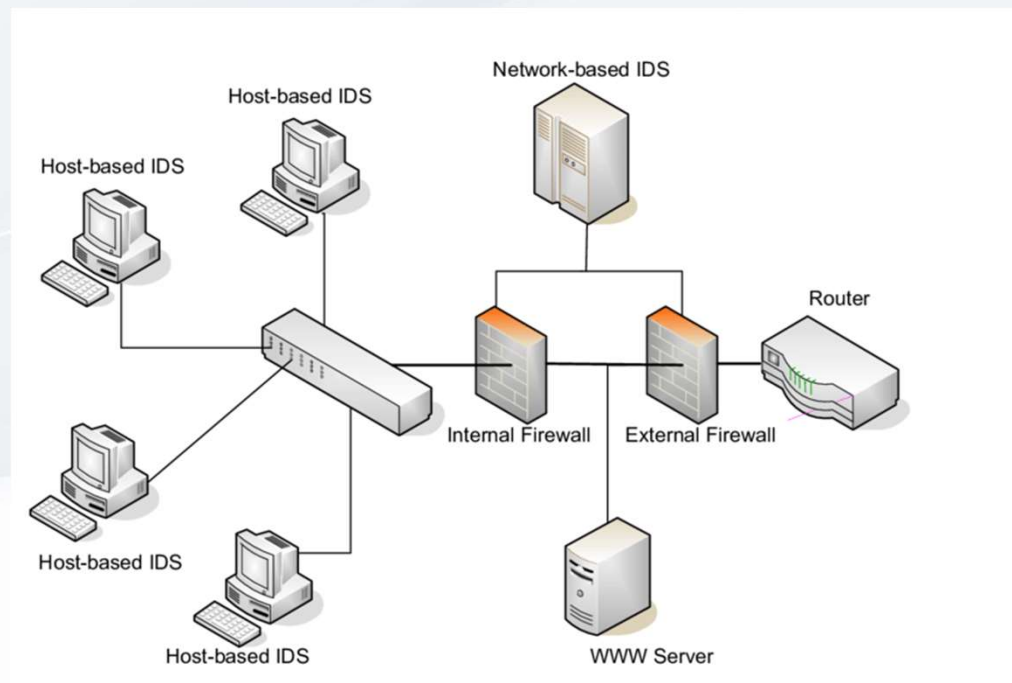 Network-based IDS
Host-based IDS
Host-based IDS
Router
Internal Firewall
External Firewall
Host-based IDS
Host-based IDS
WWW Server